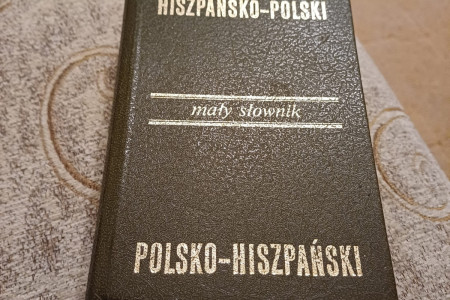 HISZPAŃSKO-POLSKI
mały słownik
POLSKO-HISZPAŃSKI